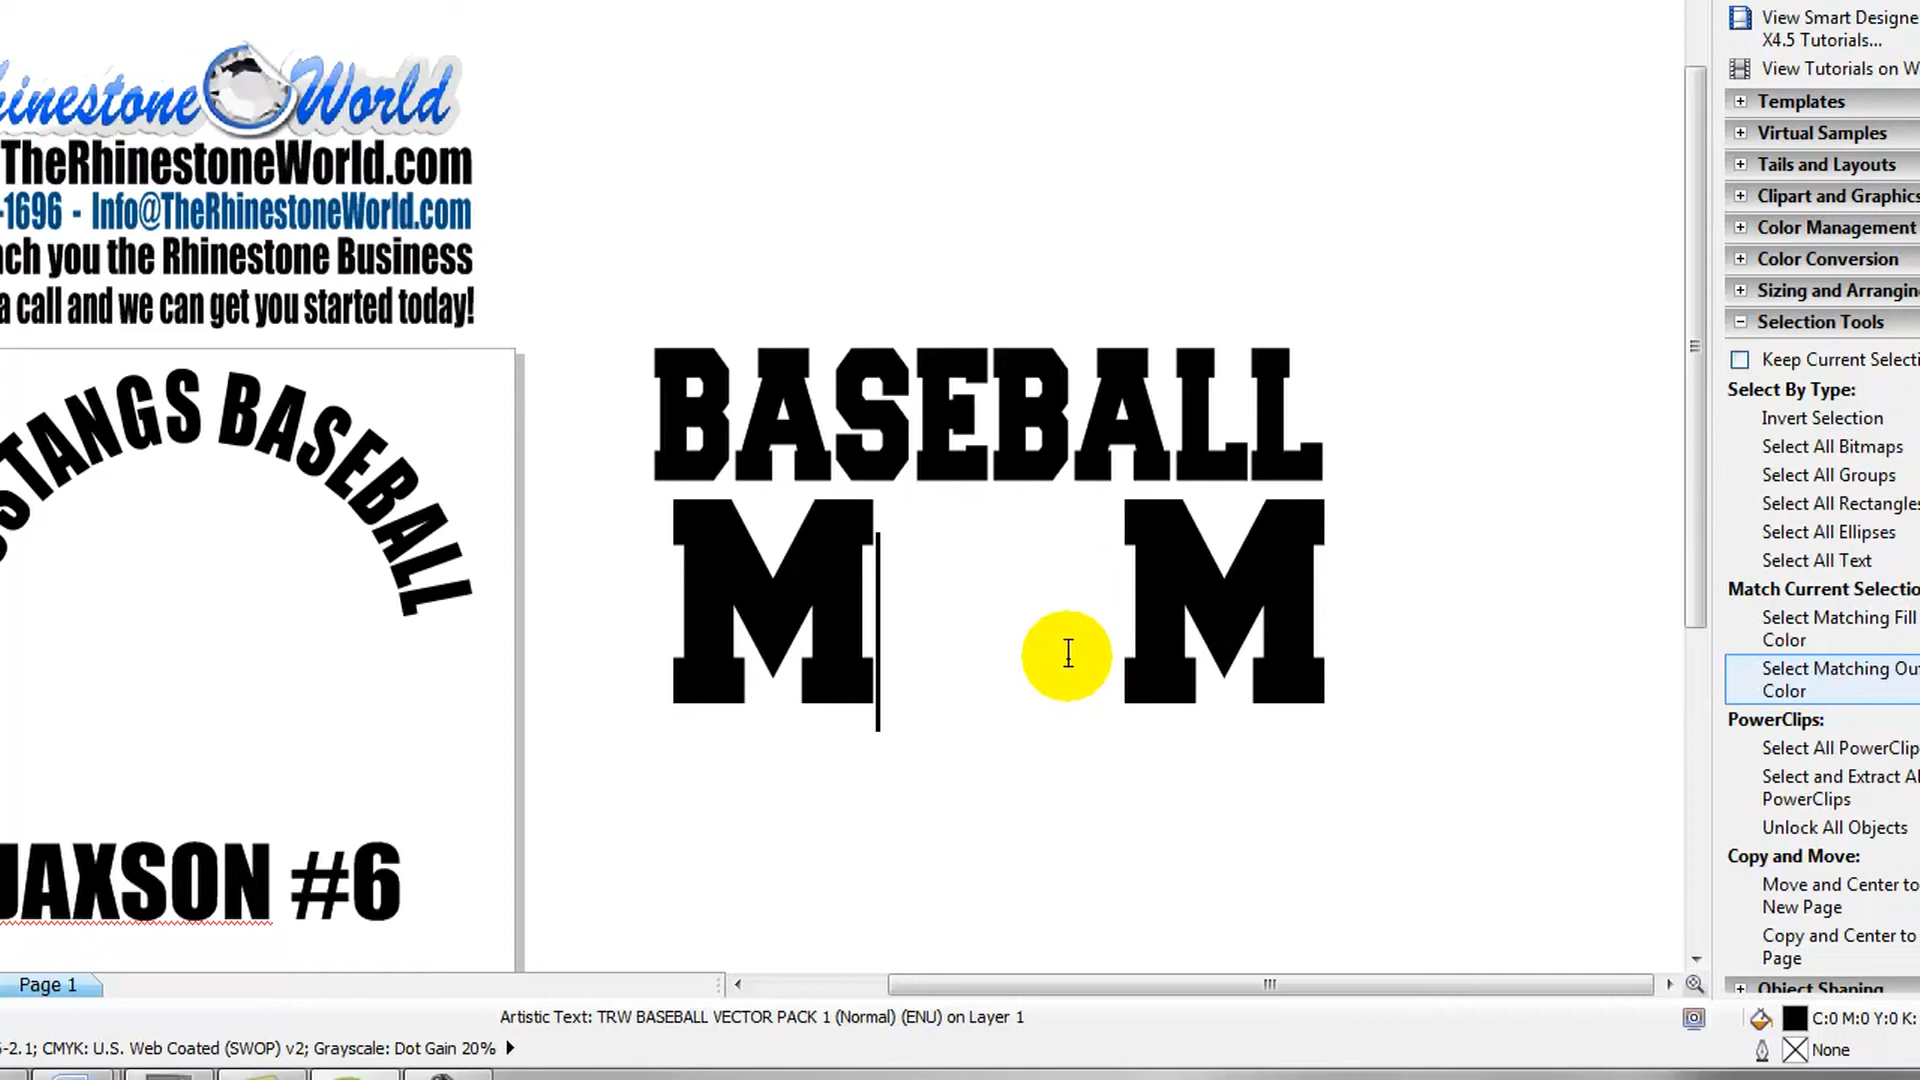 hinestone World
TheRhinestoneWorld.com
-1696 - Info@TheRhinestoneWorld.com
ach you the Rhinestone Business
a call and we can get you started today!
STANGS BASEBALL
JAXSON #6
BASEBALL
M M
View Smart Designe
X4.5 Tutorials...
View Tutorials on W
Templates
Virtual Samples
Tails and Layouts
Clipart and Graphics
Color Management
Color Conversion
Sizing and Arrangin
Selection Tools
Keep Current Selecti
Select By Type:
Invert Selection
Select All Bitmaps
Select All Groups
Select All Rectangles
Select All Ellipses
Select All Text
Match Current Selectio
Select Matching Fill
Color
Select Matching Ou
Color
PowerClips:
Select All PowerClip
Select and Extract Al
PowerClips
Unlock All Objects
Copy and Move:
Move and Center to
New Page
Copy and Center to
Page
Object Shaping
Page 1
Artistic Text: TRW BASEBALL VECTOR PACK 1 (Normal) (ENU) on Layer 1
C:0 M:0 Y:0 K:
-2.1; CMYK: U.S. Web Coated (SWOP) v2; Grayscale: Dot Gain 20%
None